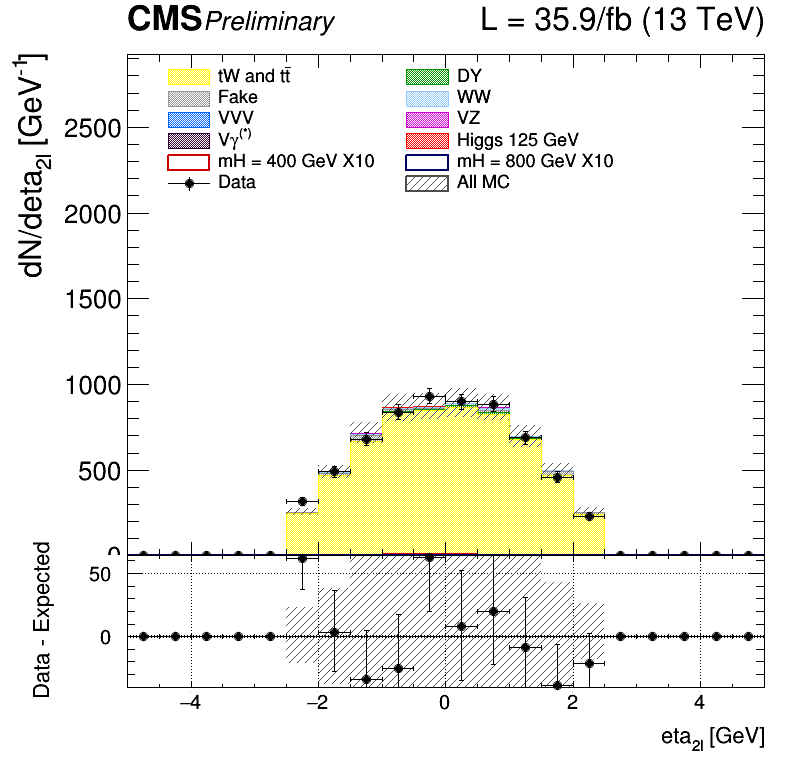 CMS Preliminary L = 35.9/fb (13 TeV)
dN/deta2l [GeV-1]
tW and tt̄ DY
Fake WW
VVV VZ
Vγ(*) Higgs 125 GeV
mH = 400 GeV X10 mH = 800 GeV X10
Data All MC
2500
2000
1500
1000
500
0
Data - Expected
50
0
−4 −2 0 2 4
eta2l [GeV]